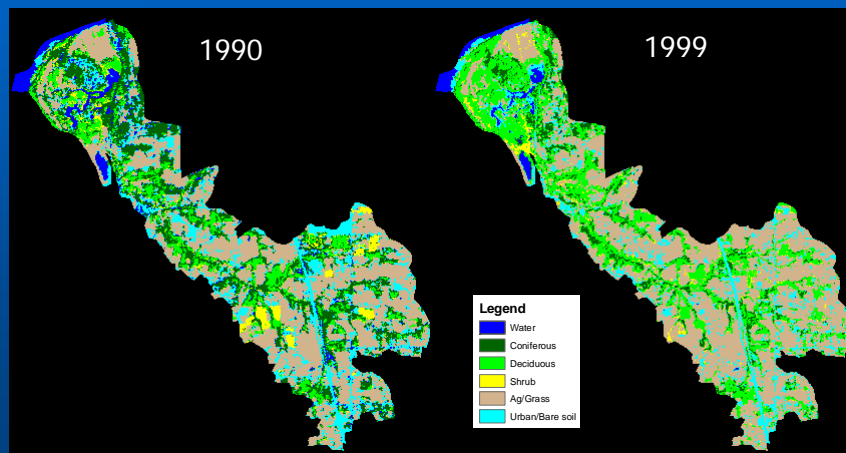 1990
1999
Legend
Water
Coniferous
Deciduous
Shrub
Ag/Grass
Urban/Bare soil